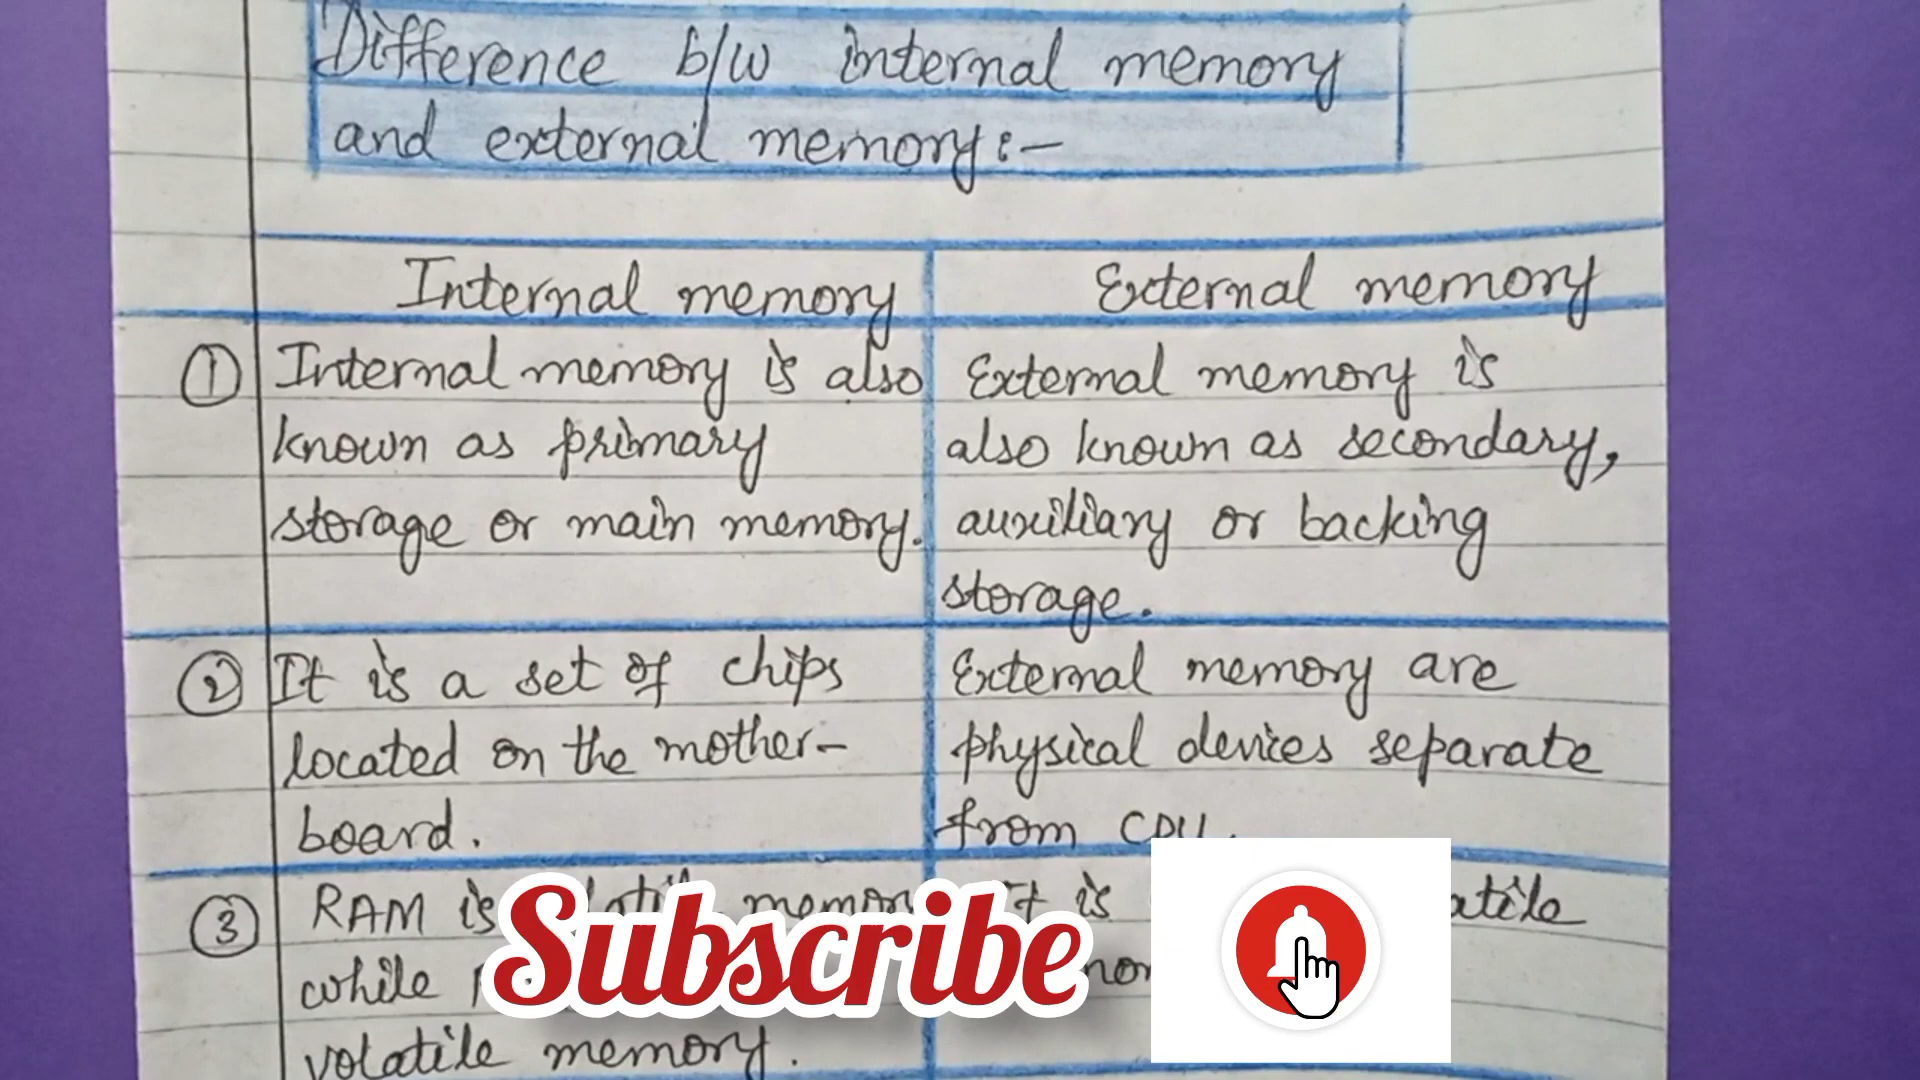 Difference b/w internal memory
and external memory:-
Internal memory
External memory
① Internal memory is also
known as primary
storage or main memory.
External memory is
also known as secondary,
auxiliary or backing
storage.
② It is a set of chips
located on the mother-
board.
External memory are
physical devices separate
from CPU.
③ RAM is
while
volatile memory.
It is
Subscribe